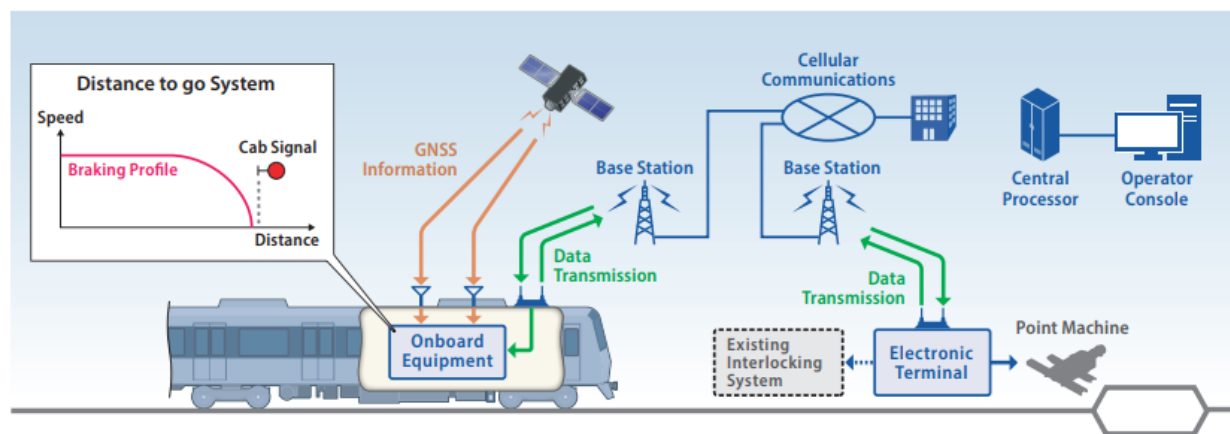 Distance to go System
Speed
Cab Signal
Braking Profile
Distance
GNSS
Information
Cellular
Communications
Base Station
Base Station
Central
Processor
Operator
Console
Data
Transmission
Data
Transmission
Onboard
Equipment
Existing
Interlocking
System
Electronic
Terminal
Point Machine